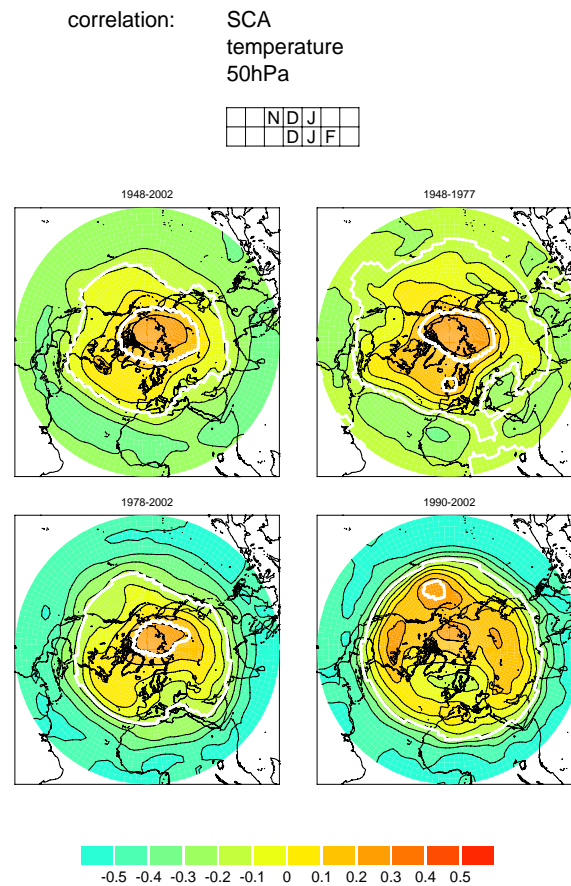 correlation: SCA
temperature
50hPa
N D J
D J F
1948-2002 1948-1977
1978-2002 1990-2002
-0.5 -0.4 -0.3 -0.2 -0.1 0 0.1 0.2 0.3 0.4 0.5